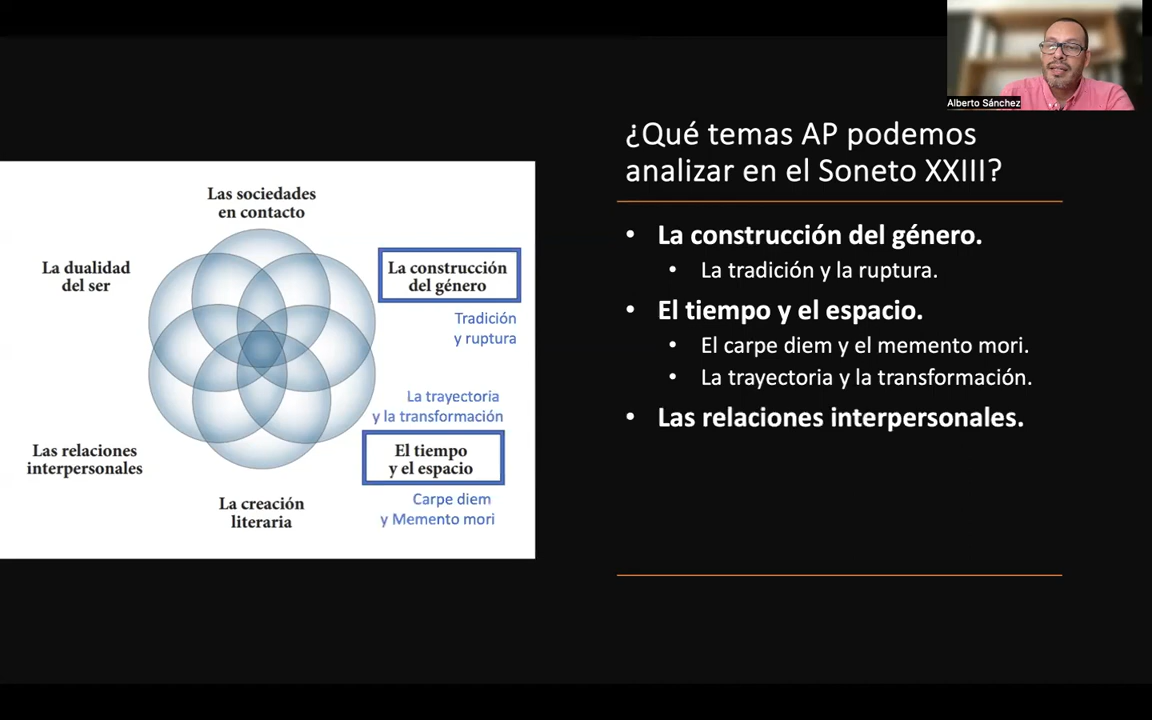 Alberto Sánchez
¿Qué temas AP podemos
analizar en el Soneto XXIII?
Las sociedades
en contacto
La dualidad
del ser
La construcción
del género
Tradición
y ruptura
La trayectoria
y la transformación
Las relaciones
interpersonales
El tiempo
y el espacio
Carpe diem
y Memento mori
La creación
literaria
• La construcción del género.
• La tradición y la ruptura.
• El tiempo y el espacio.
• El carpe diem y el memento mori.
• La trayectoria y la transformación.
• Las relaciones interpersonales.